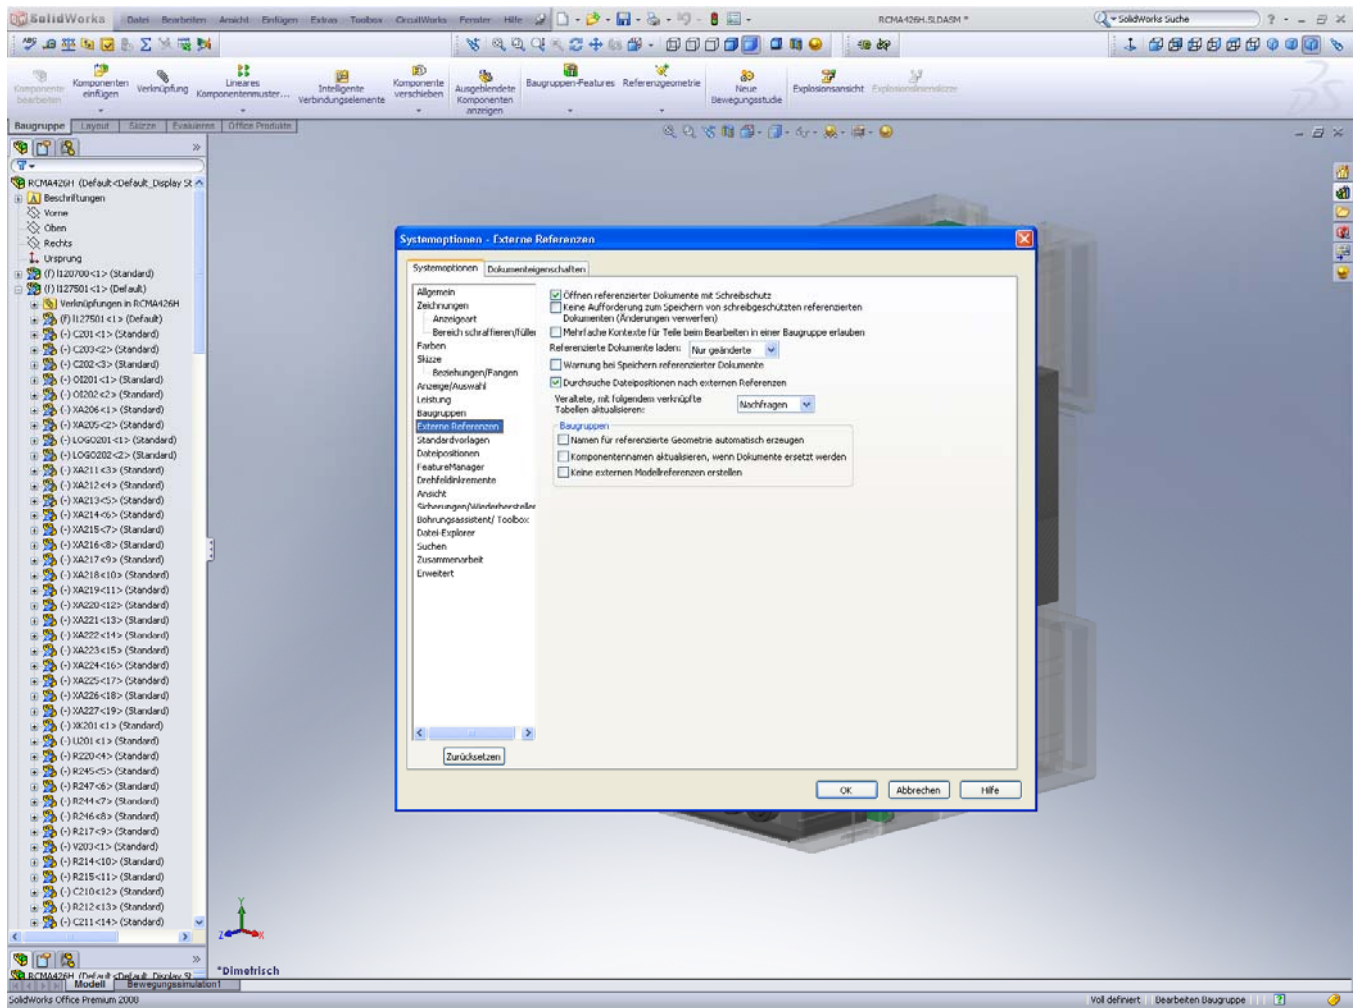 SolidWorks Datei Bearbeiten Ansicht Einfügen Extras Toolbox CircuitWorks Fenster Hilfe RCMA426H.SLDASM * SolidWorks Suche
Komponente bearbeiten
Komponenten einfügen
Verknüpfung
Lineares Komponentenmuster...
Intelligente Verbindungselemente
Komponente verschieben
Ausgeblendete Komponenten anzeigen
Baugruppen-Features
Referenzgeometrie
Neue Bewegungsstudie
Explosionsansicht
Explosionslinienskizze
Baugruppe Layout Skizze Evaluieren Office Produkte
RCMA426H (Default<Default_Display St
Beschriftungen
Vorne
Oben
Rechts
Ursprung
(f) I120700<1> (Standard)
(f) I127501<1> (Default)
Verknüpfungen in RCMA426H
(f) I127501<1> (Default)
(-) C201<1> (Standard)
(-) C203<2> (Standard)
(-) C202<3> (Standard)
(-) OI201<1> (Standard)
(-) OI202<2> (Standard)
(-) XA206<1> (Standard)
(-) XA205<2> (Standard)
(-) LOGO201<1> (Standard)
(-) LOGO202<2> (Standard)
(-) XA211<3> (Standard)
(-) XA212<4> (Standard)
(-) XA213<5> (Standard)
(-) XA214<6> (Standard)
(-) XA215<7> (Standard)
(-) XA216<8> (Standard)
(-) XA217<9> (Standard)
(-) XA218<10> (Standard)
(-) XA219<11> (Standard)
(-) XA220<12> (Standard)
(-) XA221<13> (Standard)
(-) XA222<14> (Standard)
(-) XA223<15> (Standard)
(-) XA224<16> (Standard)
(-) XA225<17> (Standard)
(-) XA226<18> (Standard)
(-) XA227<19> (Standard)
(-) XK201<1> (Standard)
(-) U201<1> (Standard)
(-) R220<4> (Standard)
(-) R245<5> (Standard)
(-) R247<6> (Standard)
(-) R244<7> (Standard)
(-) R246<8> (Standard)
(-) R217<9> (Standard)
(-) V203<1> (Standard)
(-) R214<10> (Standard)
(-) R215<11> (Standard)
(-) C210<12> (Standard)
(-) R212<13> (Standard)
(-) C211<14> (Standard)
RCMA426H (Default<Default_Display St
Systemoptionen - Externe Referenzen
Systemoptionen Dokumenteigenschaften
Allgemein
Zeichnungen
Anzeigeart
Bereich schraffieren/füller
Farben
Skizze
Beziehungen/Fangen
Anzeige/Auswahl
Leistung
Baugruppen
Externe Referenzen
Standardvorlagen
Dateipositionen
FeatureManager
Drehfeldinkremente
Ansicht
Sicherungen/Wiederhersteller
Bohrungsassistent/ Toolbox
Datei-Explorer
Suchen
Zusammenarbeit
Erweitert
Zurücksetzen
Öffnen referenzierter Dokumente mit Schreibschutz
Keine Aufforderung zum Speichern von schreibgeschützten referenzierten
Dokumenten (Änderungen verwerfen)
Mehrfache Kontexte für Teile beim Bearbeiten in einer Baugruppe erlauben
Referenzierte Dokumente laden: Nur geänderte
Warnung bei Speichern referenzierter Dokumente
Durchsuche Dateipositionen nach externen Referenzen
Veraltete, mit folgendem verknüpfte
Tabellen aktualisieren: Nachfragen
Baugruppen
Namen für referenzierte Geometrie automatisch erzeugen
Komponentennamen aktualisieren, wenn Dokumente ersetzt werden
Keine externen Modellreferenzen erstellen
OK Abbrechen Hilfe
Y
Z X
*Dimetrisch
Modell Bewegungssimulation1
SolidWorks Office Premium 2008 Voll definiert Bearbeiten Baugruppe